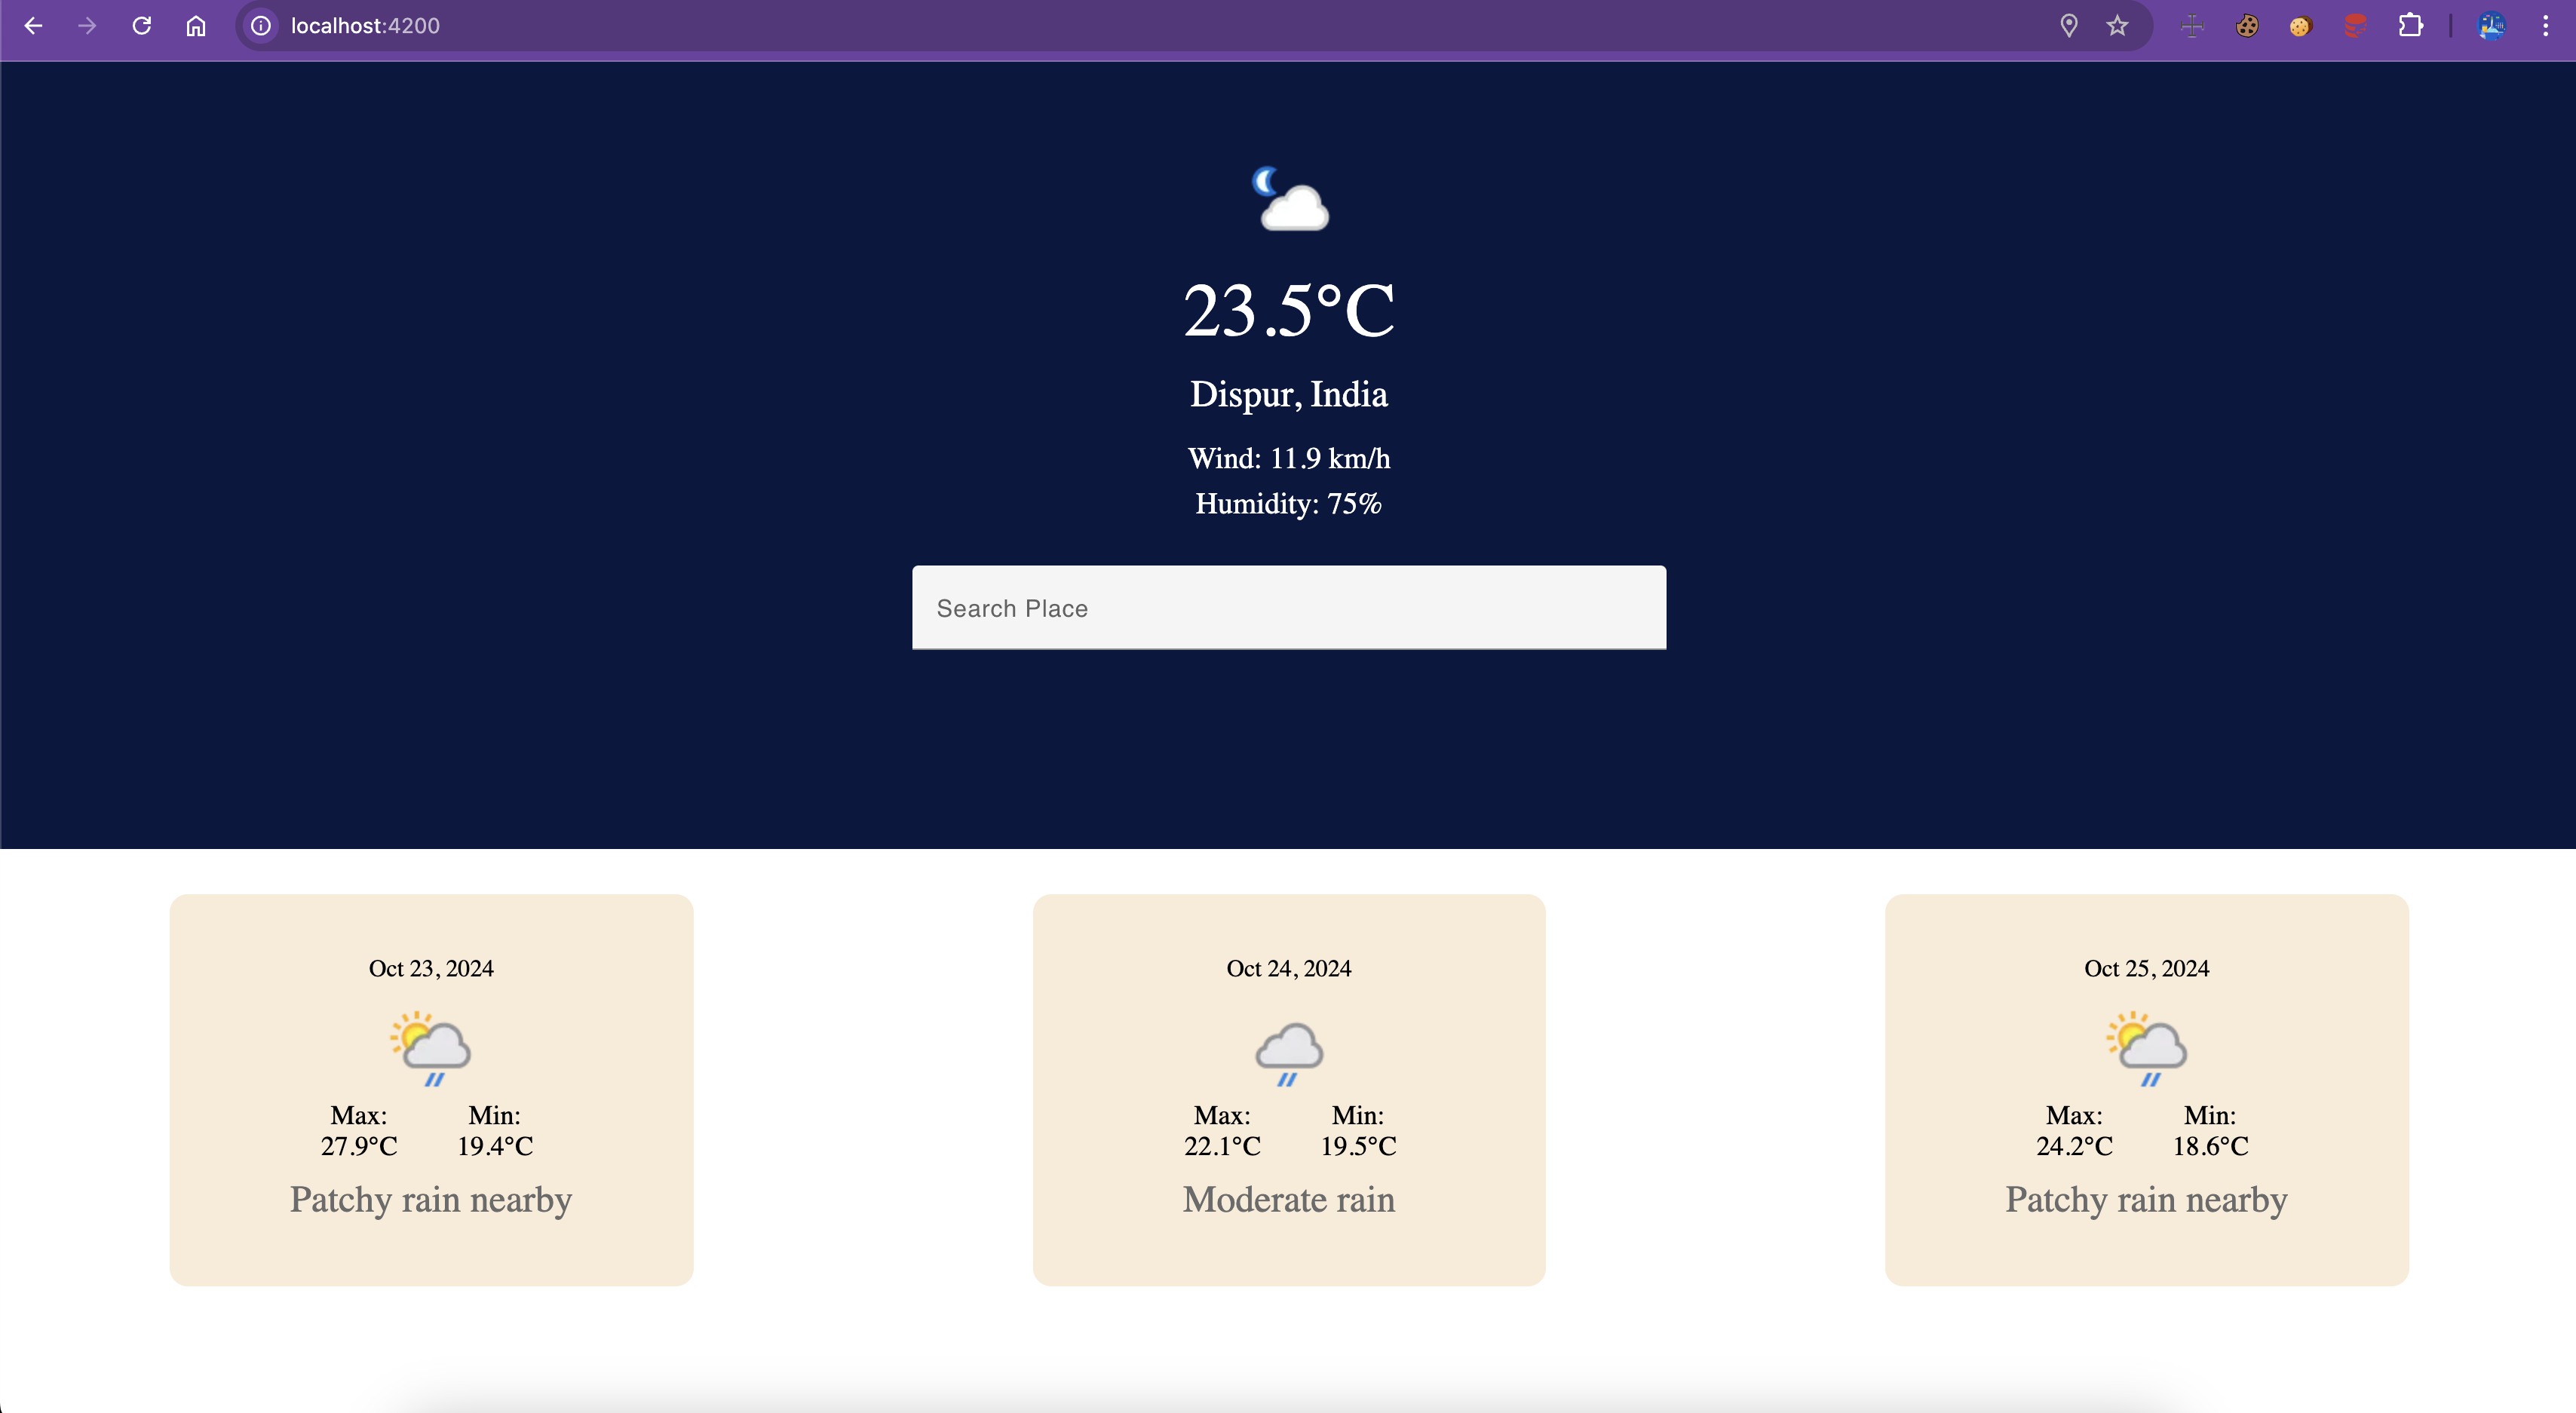 localhost:4200
23.5°C
Dispur, India
Wind: 11.9 km/h
Humidity: 75%
Search Place
Oct 23, 2024
Max: Min:
27.9°C 19.4°C
Patchy rain nearby
Oct 24, 2024
Max: Min:
22.1°C 19.5°C
Moderate rain
Oct 25, 2024
Max: Min:
24.2°C 18.6°C
Patchy rain nearby